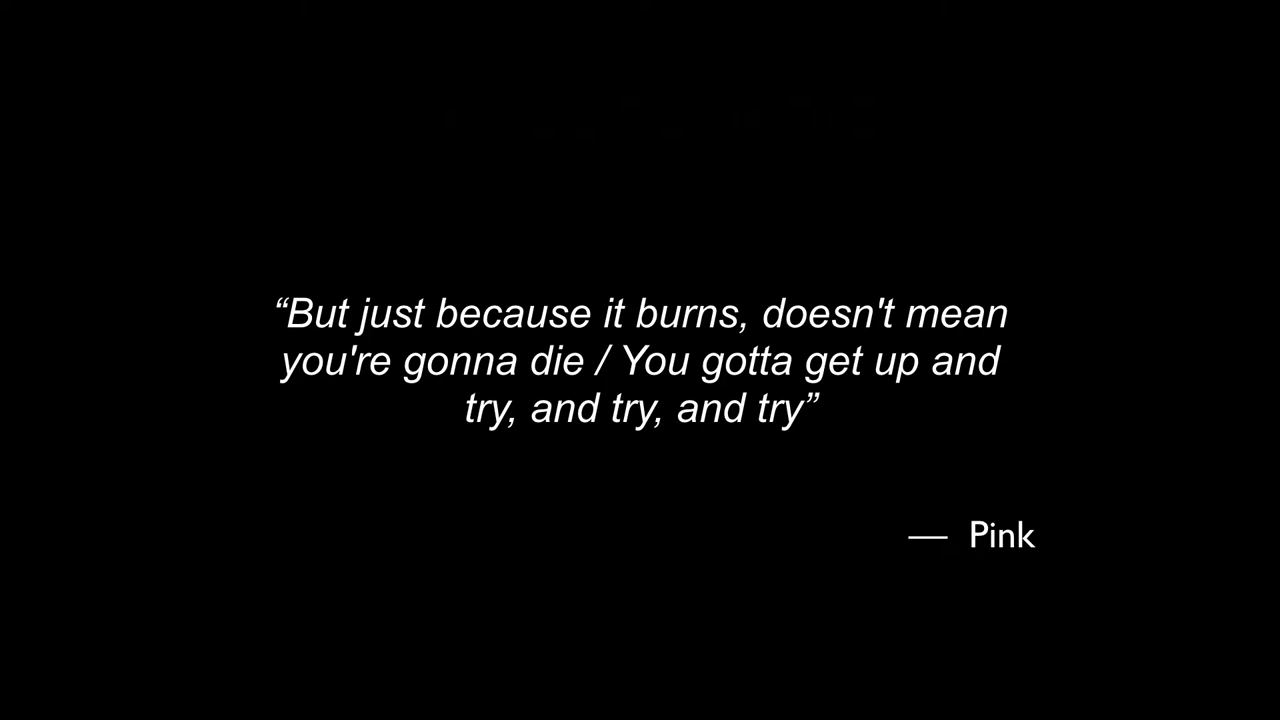 “But just because it burns, doesn't mean
you're gonna die / You gotta get up and
try, and try, and try”
— Pink